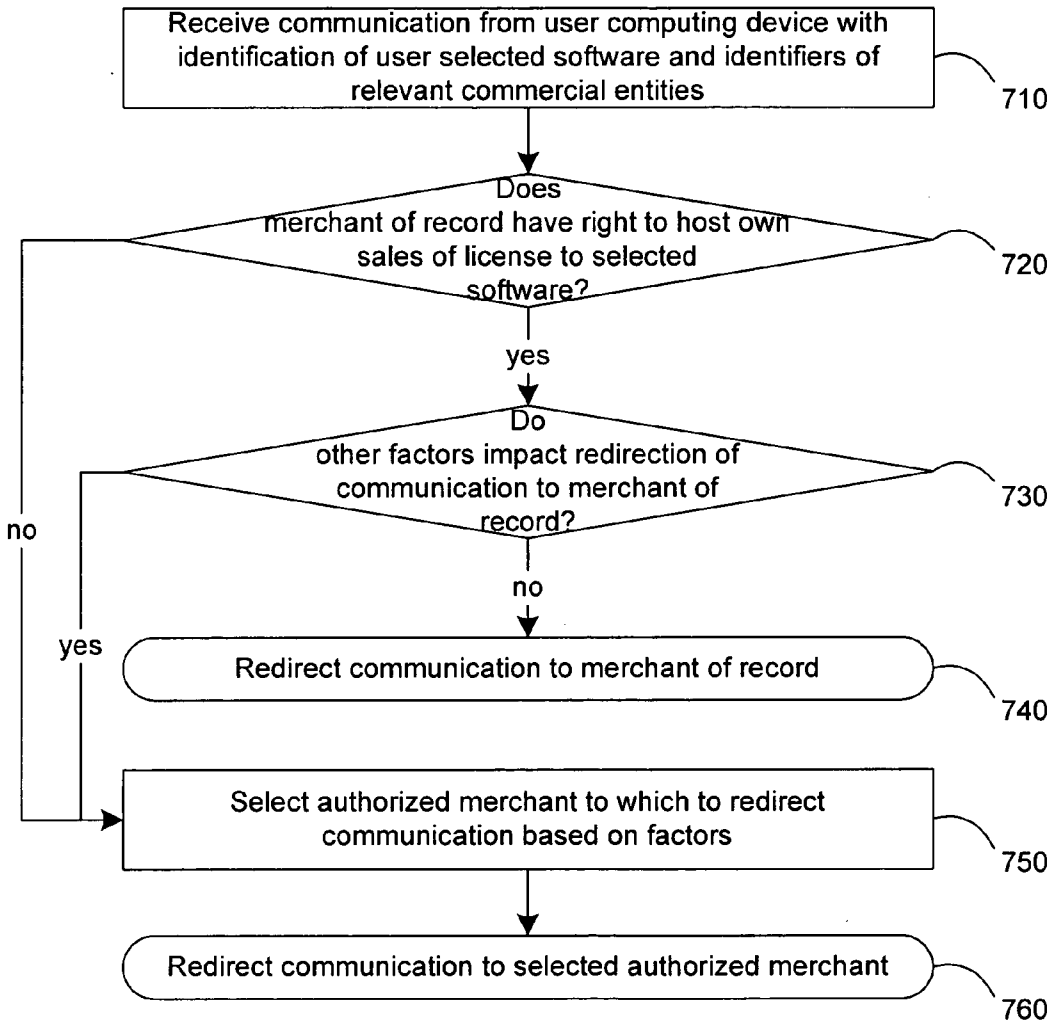 Receive communication from user computing device with
identification of user selected software and identifiers of
relevant commercial entities
710
Does
merchant of record have right to host own
sales of license to selected
software?
720
yes
Do
other factors impact redirection of
communication to merchant of
record?
730
no
no
yes
Redirect communication to merchant of record
740
Select authorized merchant to which to redirect
communication based on factors
750
Redirect communication to selected authorized merchant
760